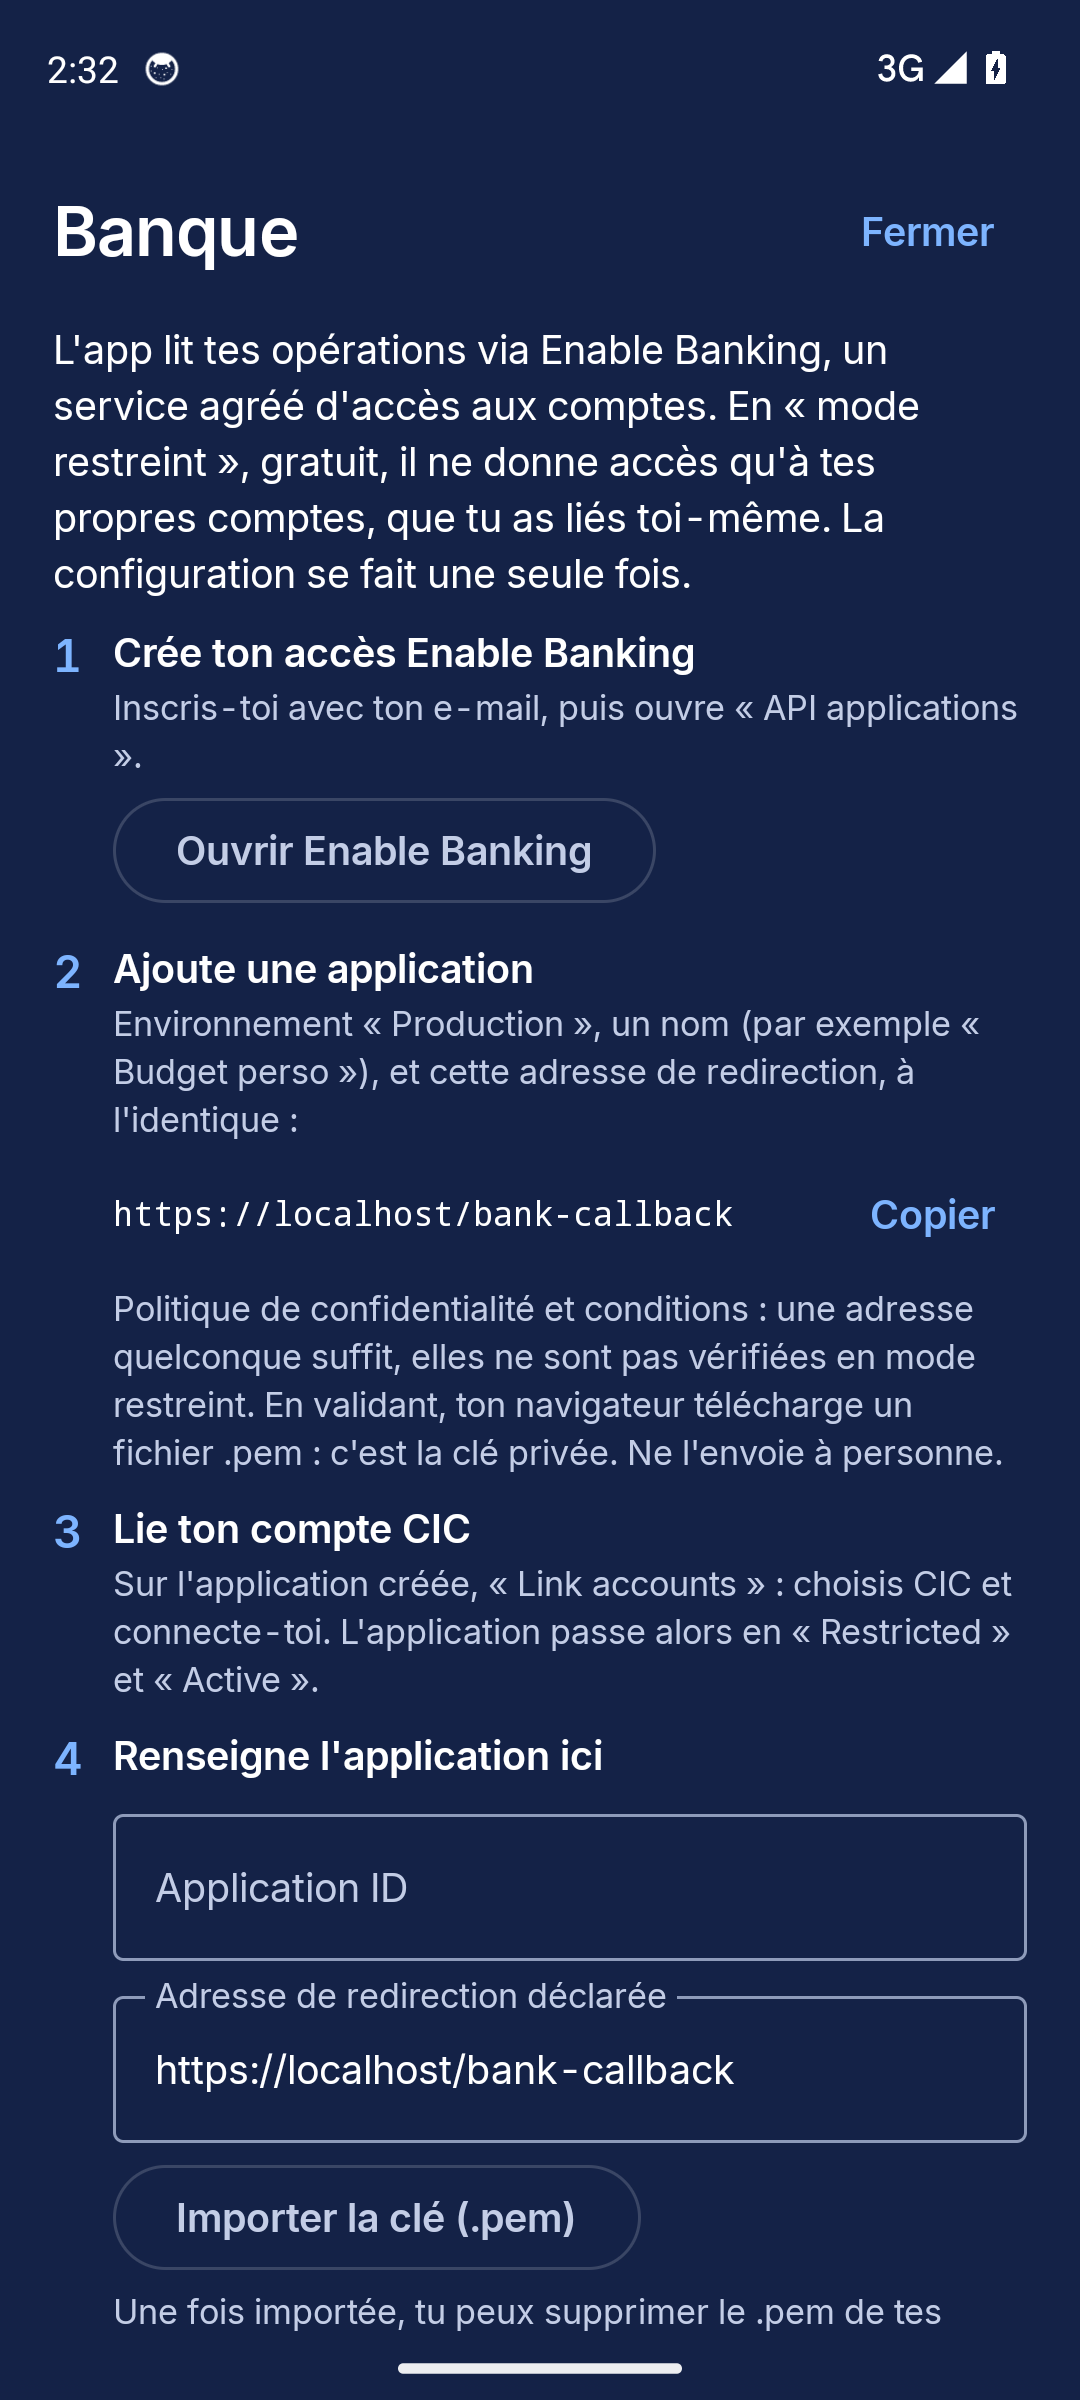 2:32
3G
Banque
Fermer
L'app lit tes opérations via Enable Banking, un
service agréé d'accès aux comptes. En « mode
restreint », gratuit, il ne donne accès qu'à tes
propres comptes, que tu as liés toi-même. La
configuration se fait une seule fois.
1 Crée ton accès Enable Banking
Inscris-toi avec ton e-mail, puis ouvre « API applications
».
Ouvrir Enable Banking
2 Ajoute une application
Environnement « Production », un nom (par exemple «
Budget perso »), et cette adresse de redirection, à
l'identique :
https://localhost/bank-callback
Copier
Politique de confidentialité et conditions : une adresse
quelconque suffit, elles ne sont pas vérifiées en mode
restreint. En validant, ton navigateur télécharge un
fichier .pem : c'est la clé privée. Ne l'envoie à personne.
3 Lie ton compte CIC
Sur l'application créée, « Link accounts » : choisis CIC et
connecte-toi. L'application passe alors en « Restricted »
et « Active ».
4 Renseigne l'application ici
Application ID
Adresse de redirection déclarée
https://localhost/bank-callback
Importer la clé (.pem)
Une fois importée, tu peux supprimer le .pem de tes